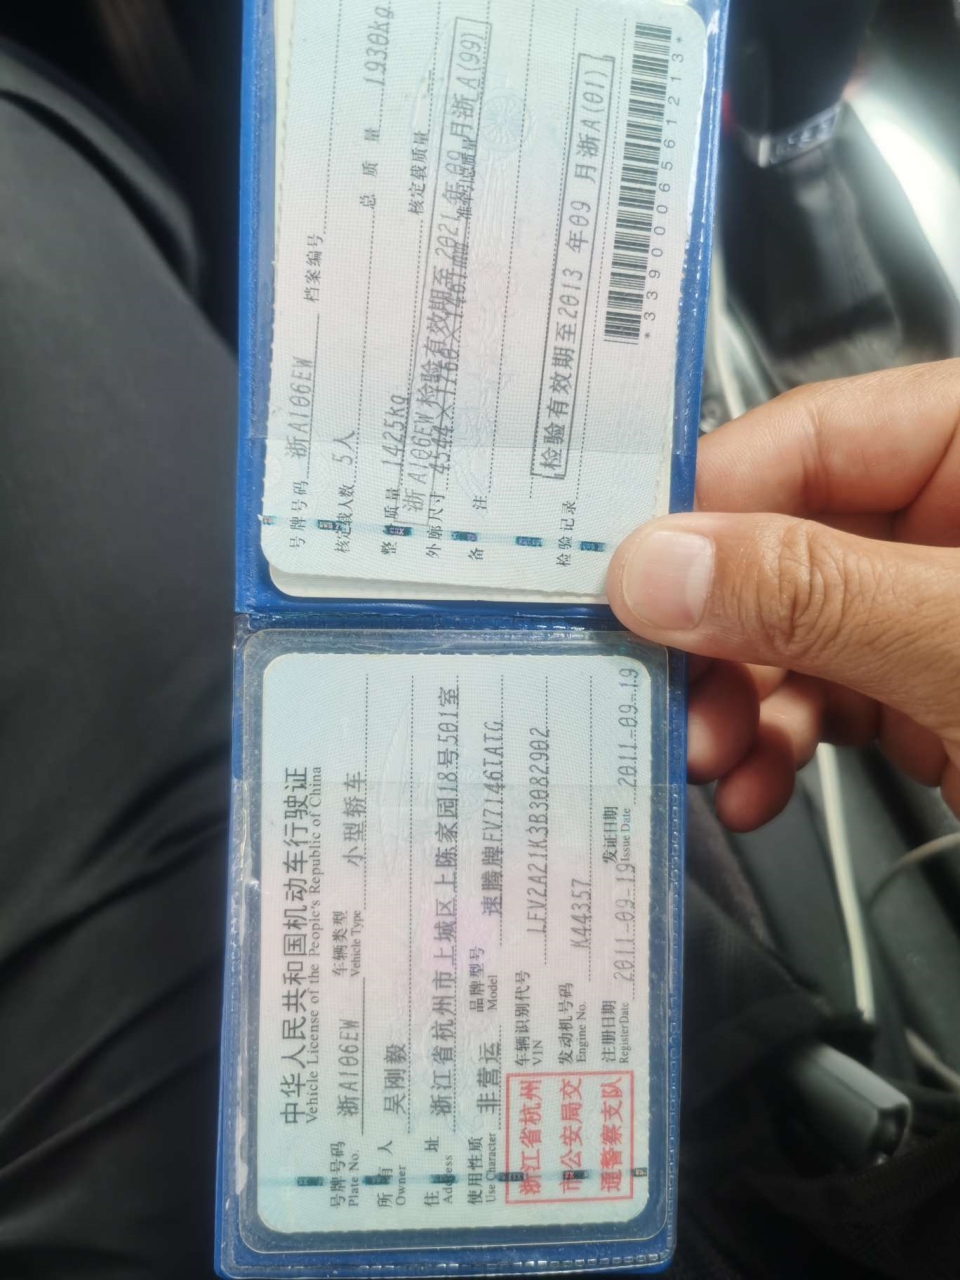 中华人民共和国机动车行驶证
Vehicle License of the People's Republic of China
号牌号码 浙A106EW 车辆类型 小型轿车
Plate No. Vehicle Type
所有人 吴刚毅
Owner
住址 浙江省杭州市上城区上陈家园18号501室
Address
使用性质 非营运 品牌型号 速腾牌FV7146TATG
Use Character Model
浙江省杭州
市公安局交
通警察支队
车辆识别代号 LFV2A21K3B3082902
VIN
发动机号码 K44357
Engine No.
注册日期 2011-09-19 发证日期 2011-09-19
Register Date Issue Date
号牌号码 浙A106EW 档案编号
核定载人数 5人 总质量 1930kg
整备质量 1425kg 核定载质量
浙A106EW 检验有效期至2021年09月浙A(99)
外廓尺寸
备注
检验记录 检验有效期至2013年09月浙A(01)
*3390006561213*